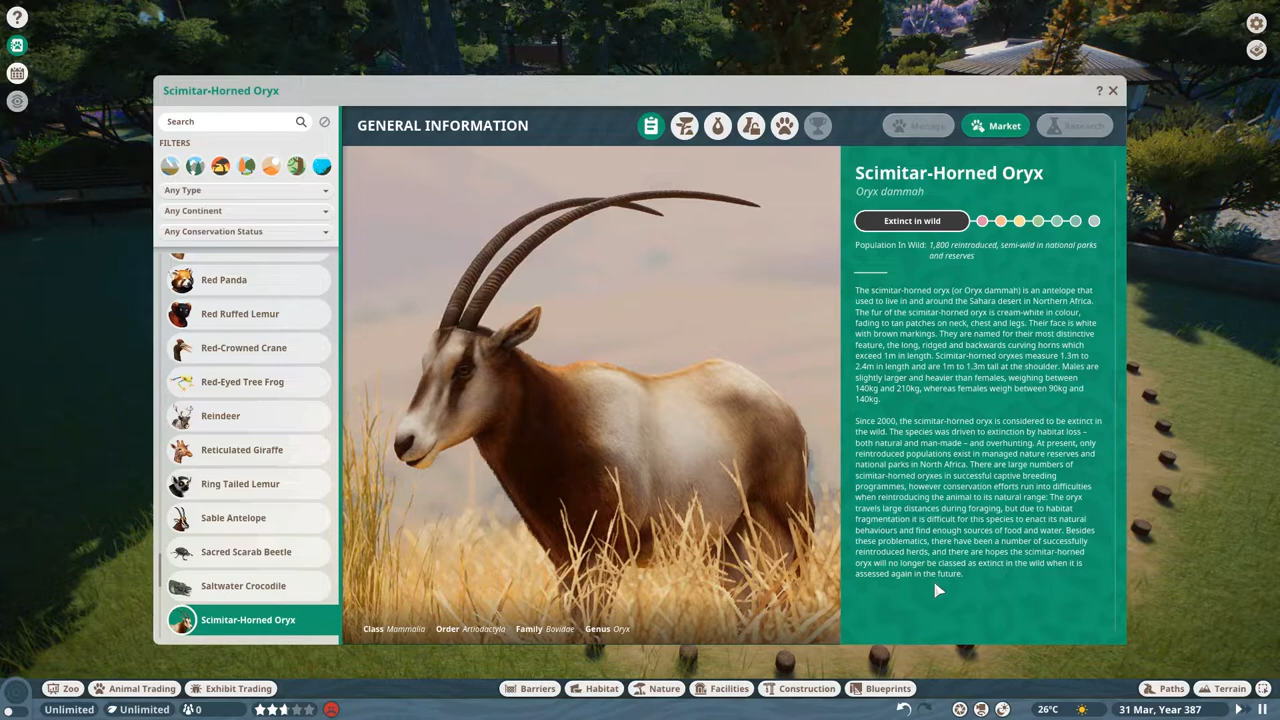 Scimitar-Horned Oryx
?
Search
FILTERS
Any Type
Any Continent
Any Conservation Status
Red Panda
Red Ruffed Lemur
Red-Crowned Crane
Red-Eyed Tree Frog
Reindeer
Reticulated Giraffe
Ring Tailed Lemur
Sable Antelope
Sacred Scarab Beetle
Saltwater Crocodile
Scimitar-Horned Oryx
GENERAL INFORMATION
Manage
Market
Research
Class Mammalia Order Artiodactyla Family Bovidae Genus Oryx
Scimitar-Horned Oryx
Oryx dammah
Extinct in wild
Population In Wild: 1,800 reintroduced, semi-wild in national parks
and reserves
The scimitar-horned oryx (or Oryx dammah) is an antelope that
used to live in and around the Sahara desert in Northern Africa.
The fur of the scimitar-horned oryx is cream-white in colour,
fading to tan patches on neck, chest and legs. Their face is white
with brown markings. They are named for their most distinctive
feature, the long, ridged and backwards curving horns which
exceed 1m in length. Scimitar-horned oryxes measure 1.3m to
2.4m in length and are 1m to 1.3m tall at the shoulder. Males are
slightly larger and heavier than females, weighing between
140kg and 210kg, whereas females weigh between 90kg and
140kg.
Since 2000, the scimitar-horned oryx is considered to be extinct in
the wild. The species was driven to extinction by habitat loss –
both natural and man-made – and overhunting. At present, only
reintroduced populations exist in managed nature reserves and
national parks in North Africa. There are large numbers of
scimitar-horned oryxes in successful captive breeding
programmes, however conservation efforts run into difficulties
when reintroducing the animal to its natural range: The oryx
travels large distances during foraging, but due to habitat
fragmentation it is difficult for this species to enact its natural
behaviours and find enough sources of food and water. Besides
these problematics, there have been a number of successfully
reintroduced herds, and there are hopes the scimitar-horned
oryx will no longer be classed as extinct in the wild when it is
assessed again in the future.
?
Zoo
Animal Trading
Exhibit Trading
Barriers
Habitat
Nature
Facilities
Construction
Blueprints
Paths
Terrain
Unlimited
Unlimited
0
26°C
31 Mar, Year 387